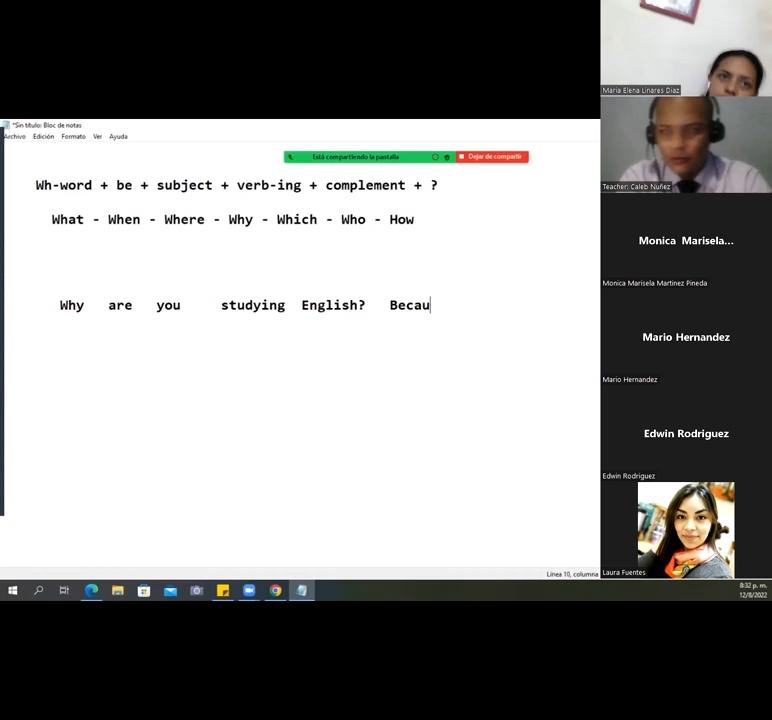 *Sin título: Bloc de notas
Archivo Edición Formato Ver Ayuda
Está compartiendo la pantalla
Dejar de compartir
Wh-word + be + subject + verb-ing + complement + ?
What - When - Where - Why - Which - Who - How
Why are you studying English? Becau
Línea 10, columna
Maria Elena Linares Diaz
Teacher: Caleb Nuñez
Monica Marisela...
Monica Marisela Martinez Pineda
Mario Hernandez
Mario Hernandez
Edwin Rodriguez
Edwin Rodriguez
Laura Fuentes
8:32 p. m.
12/8/2022